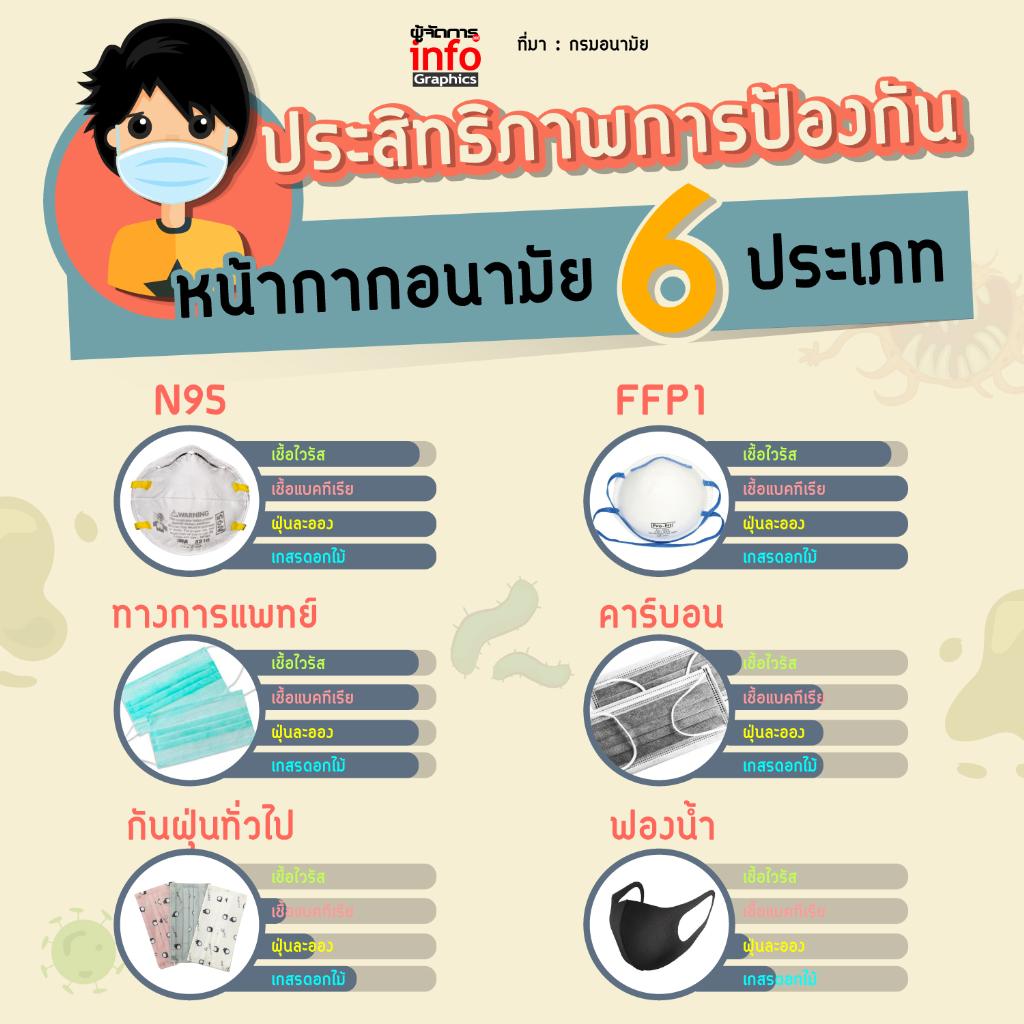 ผู้จัดการ
info
Graphics
ที่มา : กรมอนามัย
ประสิทธิภาพการป้องกัน
หน้ากากอนามัย 6 ประเภท
N95
WARNING
N95
3M
เชื้อไวรัส
เชื้อแบคทีเรีย
ฝุ่นละออง
เกสรดอกไม้
FFP1
เชื้อไวรัส
เชื้อแบคทีเรีย
ฝุ่นละออง
เกสรดอกไม้
ทางการแพทย์
เชื้อไวรัส
เชื้อแบคทีเรีย
ฝุ่นละออง
เกสรดอกไม้
คาร์บอน
เชื้อไวรัส
เชื้อแบคทีเรีย
ฝุ่นละออง
เกสรดอกไม้
กันฝุ่นทั่วไป
เชื้อไวรัส
เชื้อแบคทีเรีย
ฝุ่นละออง
เกสรดอกไม้
ฟองน้ำ
เชื้อไวรัส
เชื้อแบคทีเรีย
ฝุ่นละออง
เกสรดอกไม้